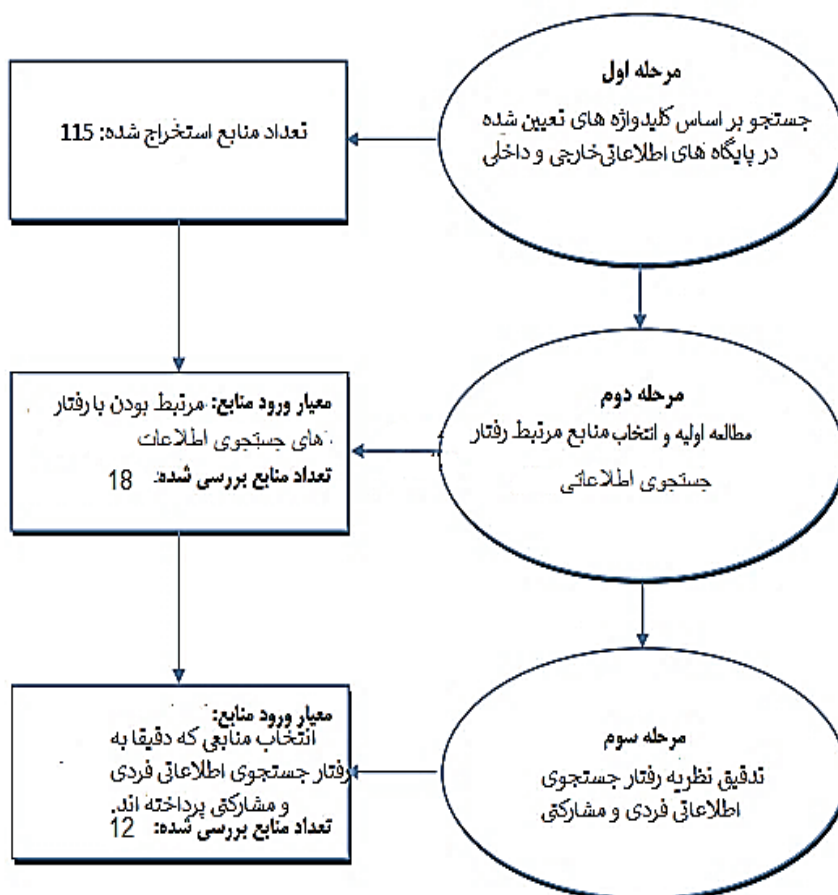 مرحله اول
جستجو بر اساس کلیدواژه های تعیین شده
در پایگاه های اطلاعاتی خارجی و داخلی
تعداد منابع استخراج شده: 115
مرحله دوم
مطالعه اولیه و انتخاب منابع مرتبط رفتار
جستجوی اطلاعاتی
معیار ورود منابع: مرتبط بودن با رفتار
های جستجوی اطلاعات
تعداد منابع بررسی شده: 18
مرحله سوم
تدقیق نظریه رفتار جستجوی
اطلاعاتی فردی و مشارکتی
معیار ورود منابع:
انتخاب منابعی که دقیقا به
رفتار جستجوی اطلاعاتی فردی
و مشارکتی پرداخته اند.
تعداد منابع بررسی شده: 12